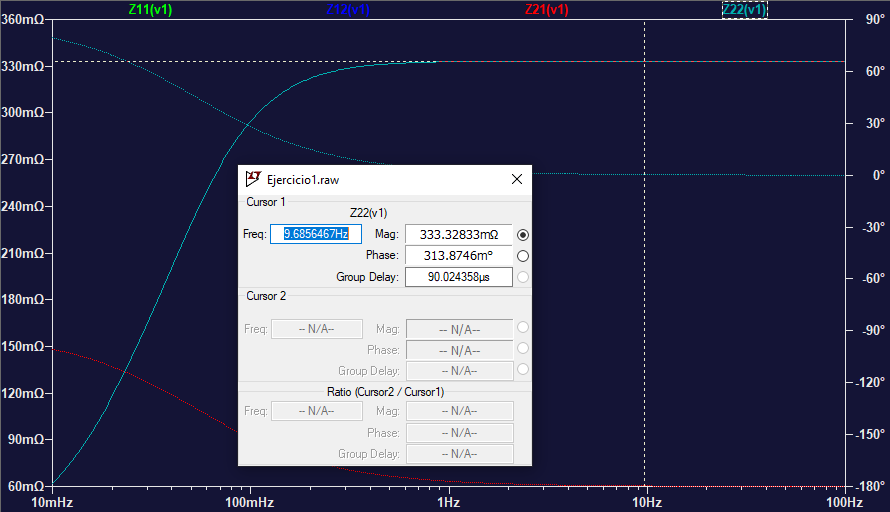 Z11(v1) Z12(v1) Z21(v1) Z22(v1)
360mΩ 90°
330mΩ 60°
300mΩ 30°
270mΩ 0°
240mΩ -30°
210mΩ -60°
180mΩ -90°
150mΩ -120°
120mΩ -150°
90mΩ -180°
60mΩ
10mHz 100mHz 1Hz 10Hz 100Hz
Ejercicio1.raw
Cursor 1
Z22(v1)
Freq: 9.6856467Hz Mag: 333.32833mΩ
Phase: 313.8746m°
Group Delay: 90.024358µs
Cursor 2
Freq: -- N/A-- Mag: -- N/A--
Phase: -- N/A--
Group Delay: -- N/A--
Ratio (Cursor2 / Cursor1)
Freq: -- N/A-- Mag: -- N/A--
Phase: -- N/A--
Group Delay: -- N/A--